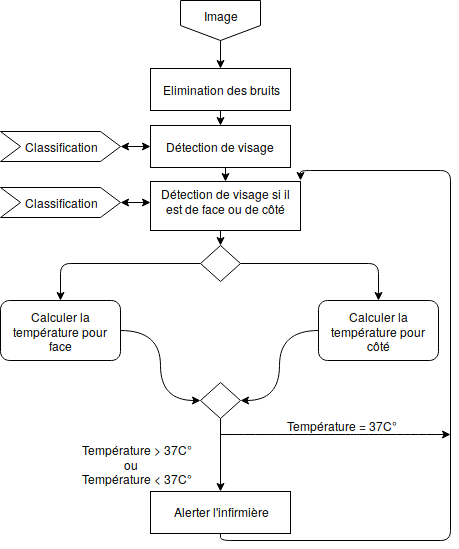 Image
Elimination des bruits
Classification
Détection de visage
Classification
Détection de visage si il
est de face ou de côté
Calculer la
température pour
face
Calculer la
température pour
côté
Température = 37C°
Température > 37C°
ou
Température < 37C°
Alerter l'infirmière